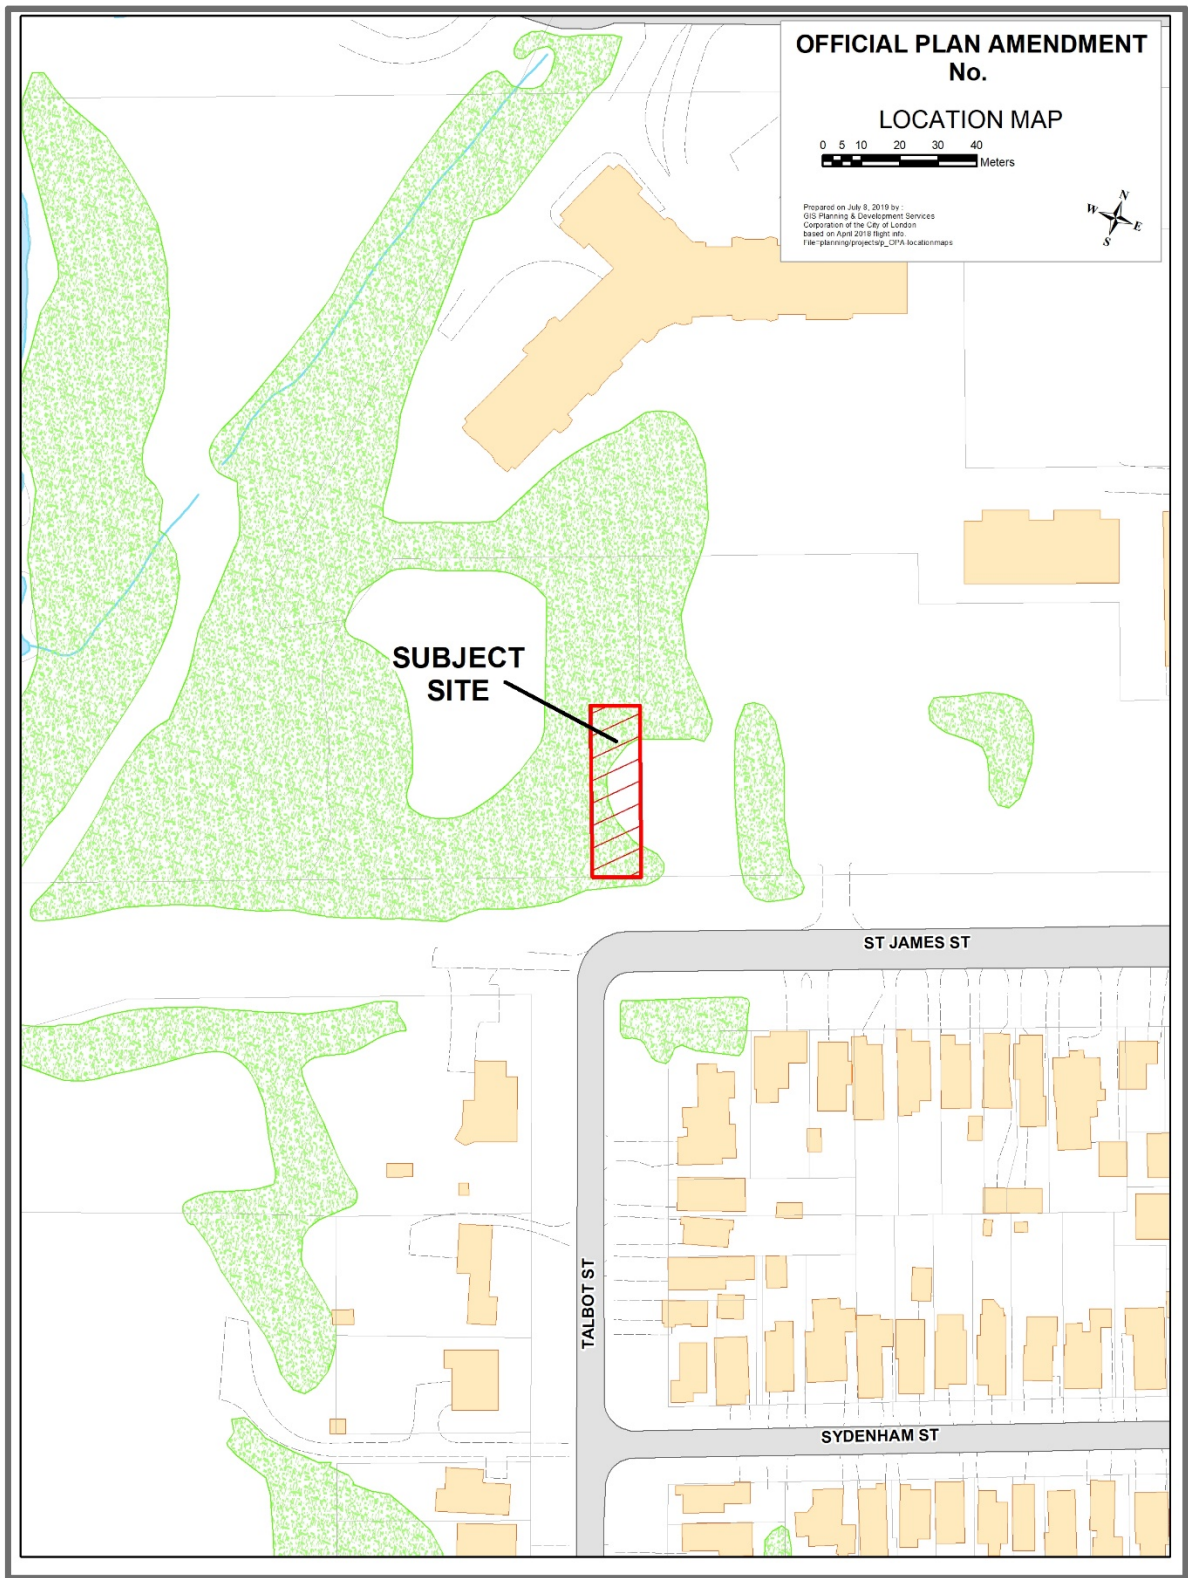 OFFICIAL PLAN AMENDMENT
No.
LOCATION MAP
0 5 10 20 30 40
Meters
Prepared on July 8, 2019 by :
GIS Planning & Development Services
Corporation of the City of London
based on April 2018 flight info.
N
W
E
S
SUBJECT
SITE
ST JAMES ST
TALBOT ST
SYDENHAM ST